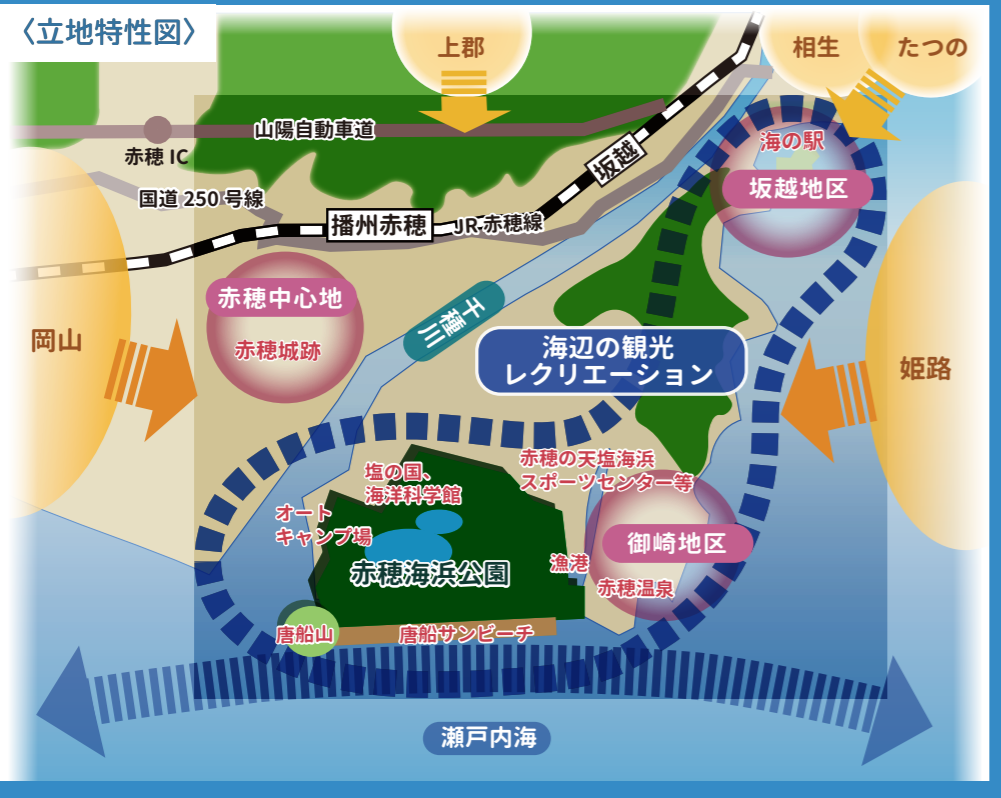 〈立地特性図〉
上郡
相生
たつの
山陽自動車道
赤穂 IC
国道 250 号線
播州赤穂
JR 赤穂線
坂越
海の駅
坂越地区
赤穂中心地
赤穂城跡
千種川
岡山
姫路
海辺の観光
レクリエーション
塩の国、
海洋科学館
赤穂の天塩海浜
スポーツセンター等
オート
キャンプ場
赤穂海浜公園
漁港
御崎地区
赤穂温泉
唐船山
唐船サンビーチ
瀬戸内海